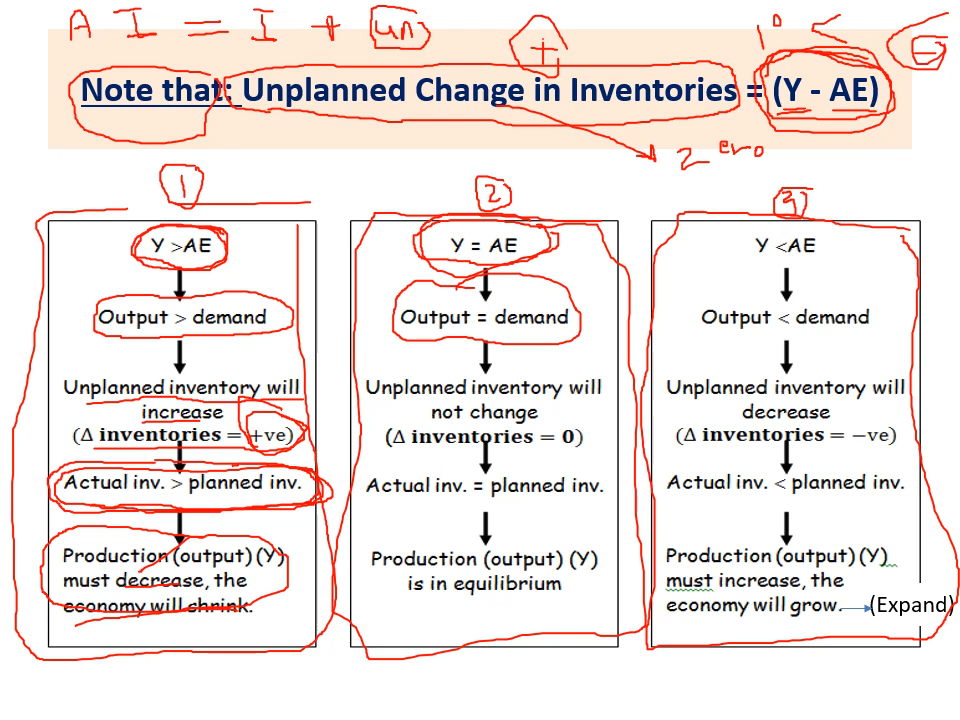 A I = I + un
+
Note that: Unplanned Change in Inventories = (Y - AE)
zero
1
Y >AE
Output > demand
Unplanned inventory will
increase
(Δ inventories = +ve)
Actual inv. > planned inv.
Production (output) (Y)
must decrease, the
economy will shrink.
2
Y = AE
Output = demand
Unplanned inventory will
not change
(Δ inventories = 0)
Actual inv. = planned inv.
Production (output) (Y)
is in equilibrium
3
Y <AE
Output < demand
Unplanned inventory will
decrease
(Δ inventories = −ve)
Actual inv. < planned inv.
Production (output) (Y)
must increase, the
economy will grow.
(Expand)